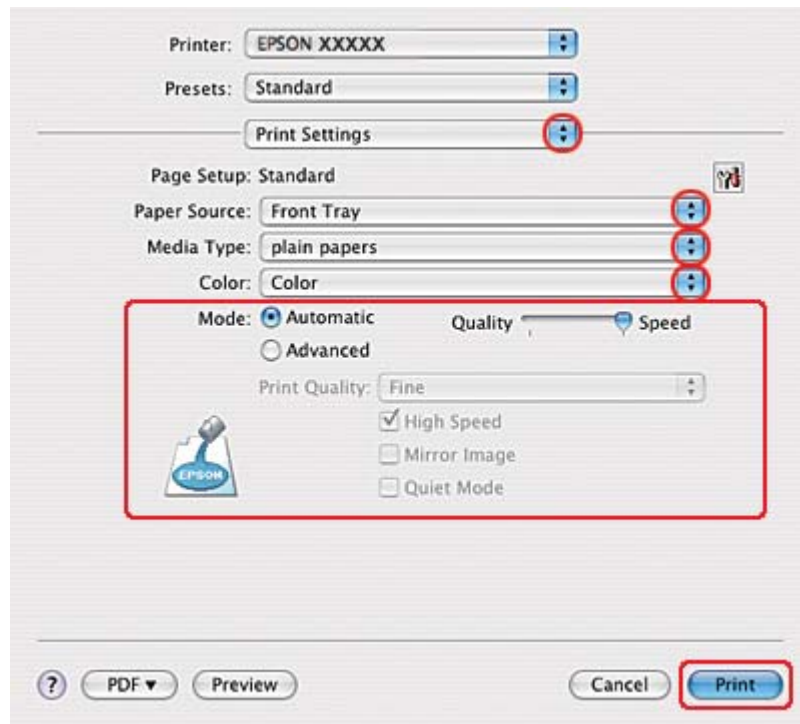 Printer: EPSON XXXXX
Presets: Standard
Print Settings
Page Setup: Standard
Paper Source: Front Tray
Media Type: plain papers
Color: Color
Mode: Automatic Quality Speed
Advanced
Print Quality: Fine
High Speed
Mirror Image
EPSON
Quiet Mode
? PDF Preview Cancel Print